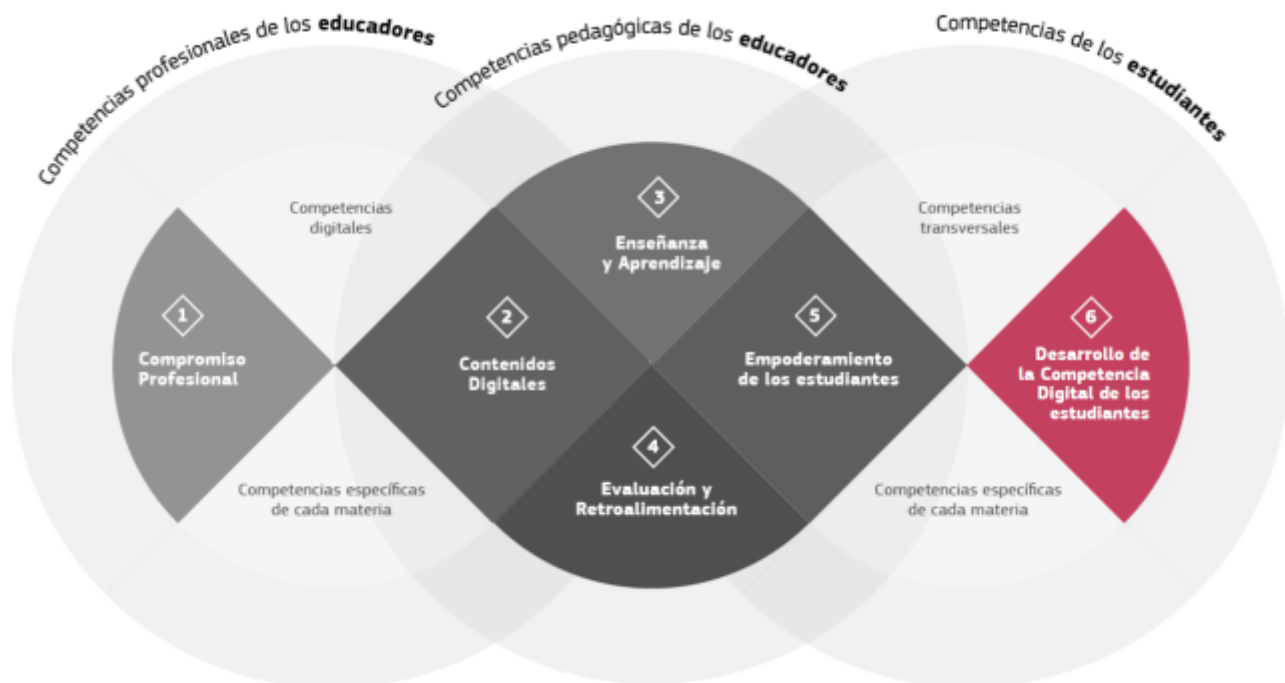 Competencias profesionales de los educadores
Competencias pedagógicas de los educadores
Competencias de los estudiantes
Competencias
digitales
3
Enseñanza
y Aprendizaje
Competencias
transversales
1
Compromiso
Profesional
2
Contenidos
Digitales
5
Empoderamiento
de los estudiantes
6
Desarrollo de
la Competencia
Digital de los
estudiantes
Competencias específicas
de cada materia
4
Evaluación y
Retroalimentación
Competencias específicas
de cada materia